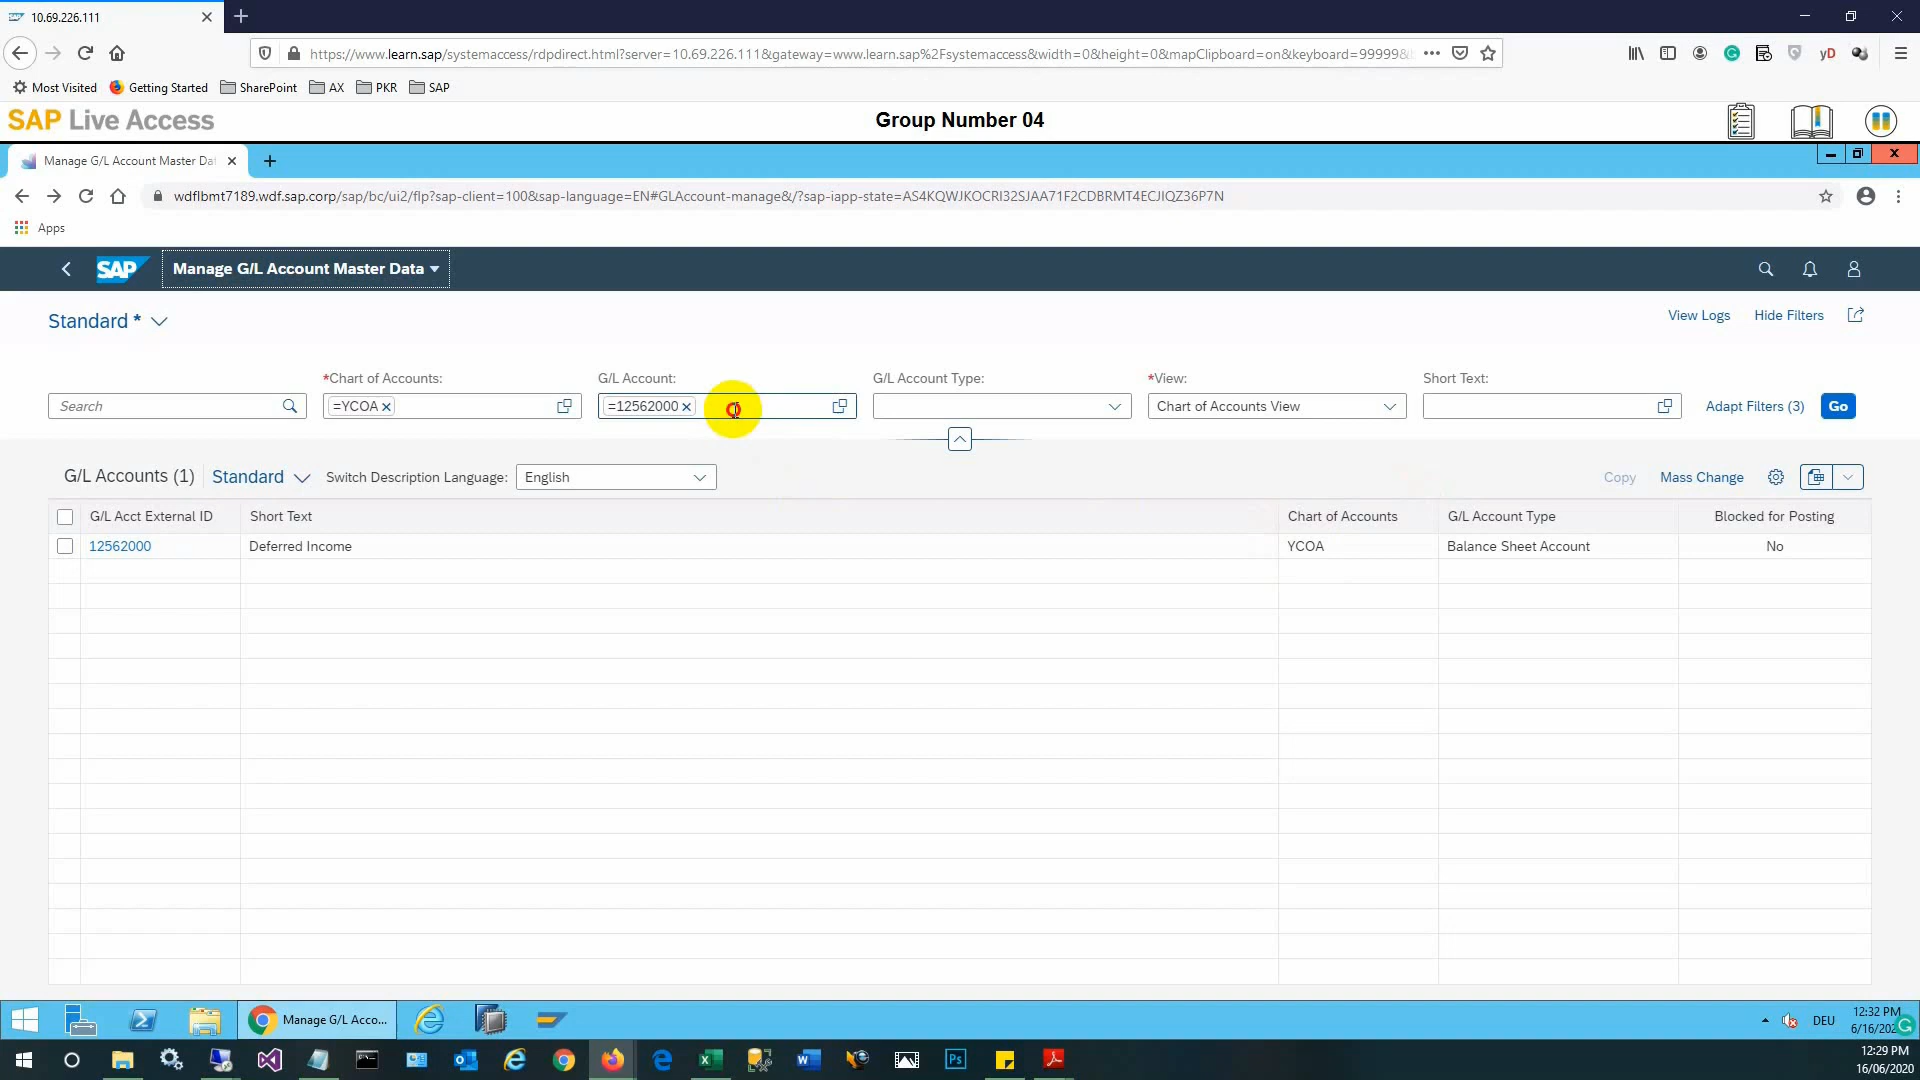 10.69.226.111
https://www.learn.sap/systemaccess/rdpdirect.html?server=10.69.226.111&gateway=www.learn.sap%2Fsystemaccess&width=0&height=0&mapClipboard=on&keyboard=99999&
Most Visited Getting Started SharePoint AX PKR SAP
SAP Live Access
Group Number 04
Manage G/L Account Master Dat
wdflbmt7189.wdf.sap.corp/sap/bc/ui2/flp?sap-client=100&sap-language=EN#GLAccount-manage&/?sap-iapp-state=AS4KQWJKOCRI32SJAA71F2CDBRMT4ECJIQZ36P7N
Apps
SAP Manage G/L Account Master Data
Standard *
View Logs Hide Filters
*Chart of Accounts: G/L Account: G/L Account Type: *View: Short Text:
Search =YCOA =12562000 Chart of Accounts View Adapt Filters (3) Go
G/L Accounts (1) Standard Switch Description Language: English Copy Mass Change
G/L Acct External ID Short Text Chart of Accounts G/L Account Type Blocked for Posting
12562000 Deferred Income YCOA Balance Sheet Account No
Manage G/L Acco...
DEU
12:32 PM
12:29 PM
16/06/2020